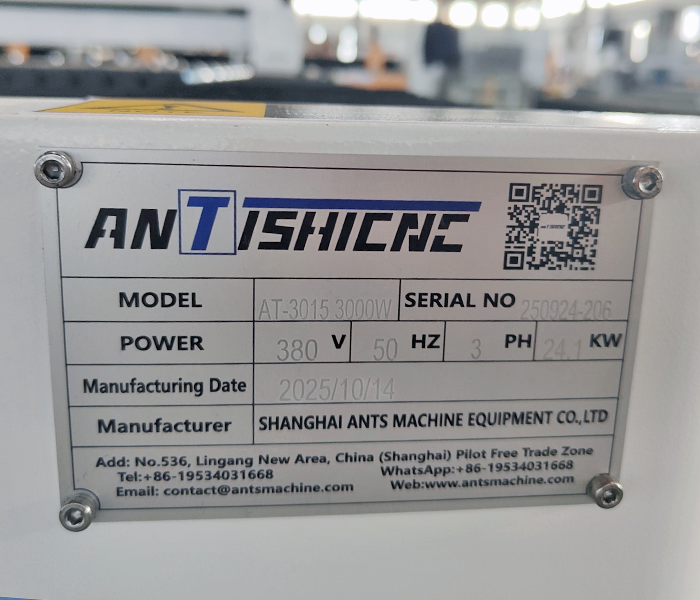 ANTISHICNC
MODEL AT-3015 3000W SERIAL NO 250924-206
POWER 380 V 50 HZ 3 PH 24.1 KW
Manufacturing Date 2025/10/14
Manufacturer SHANGHAI ANTS MACHINE EQUIPMENT CO.,LTD
Add: No.536, Lingang New Area, China (Shanghai) Pilot Free Trade Zone
Tel:+86-19534031668 WhatsApp:+86-19534031668
Email: contact@antsmachine.com Web:www.antsmachine.com